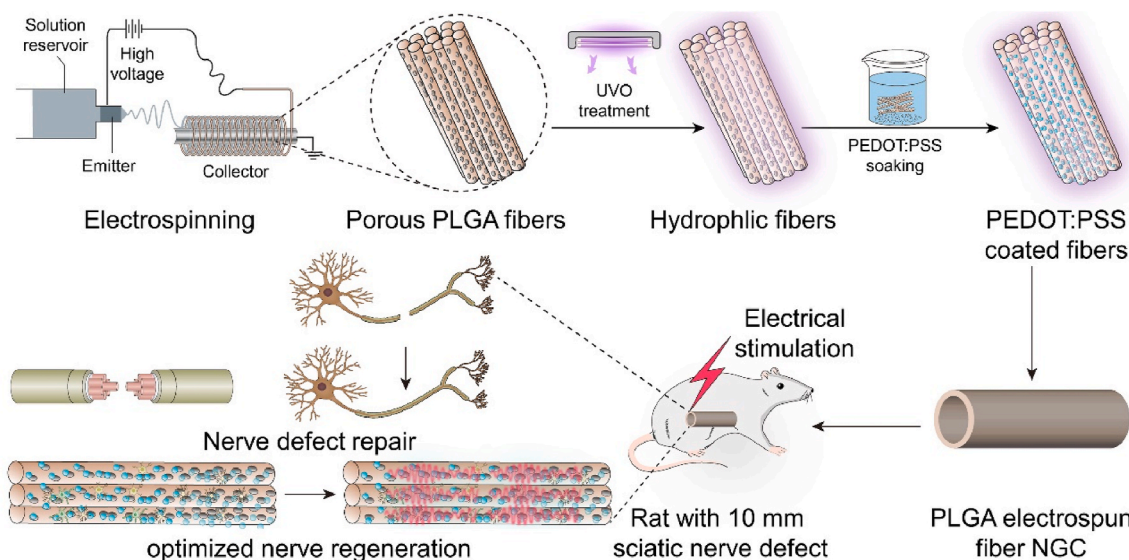 Solution
reservoir
High
voltage
Emitter
Collector
UVO
treatment
PEDOT:PSS
soaking
Electrospinning
Porous PLGA fibers
Hydrophlic fibers
PEDOT:PSS
coated fibers
Electrical
stimulation
Nerve defect repair
optimized nerve regeneration
Rat with 10 mm
sciatic nerve defect
PLGA electrospun
fiber NGC